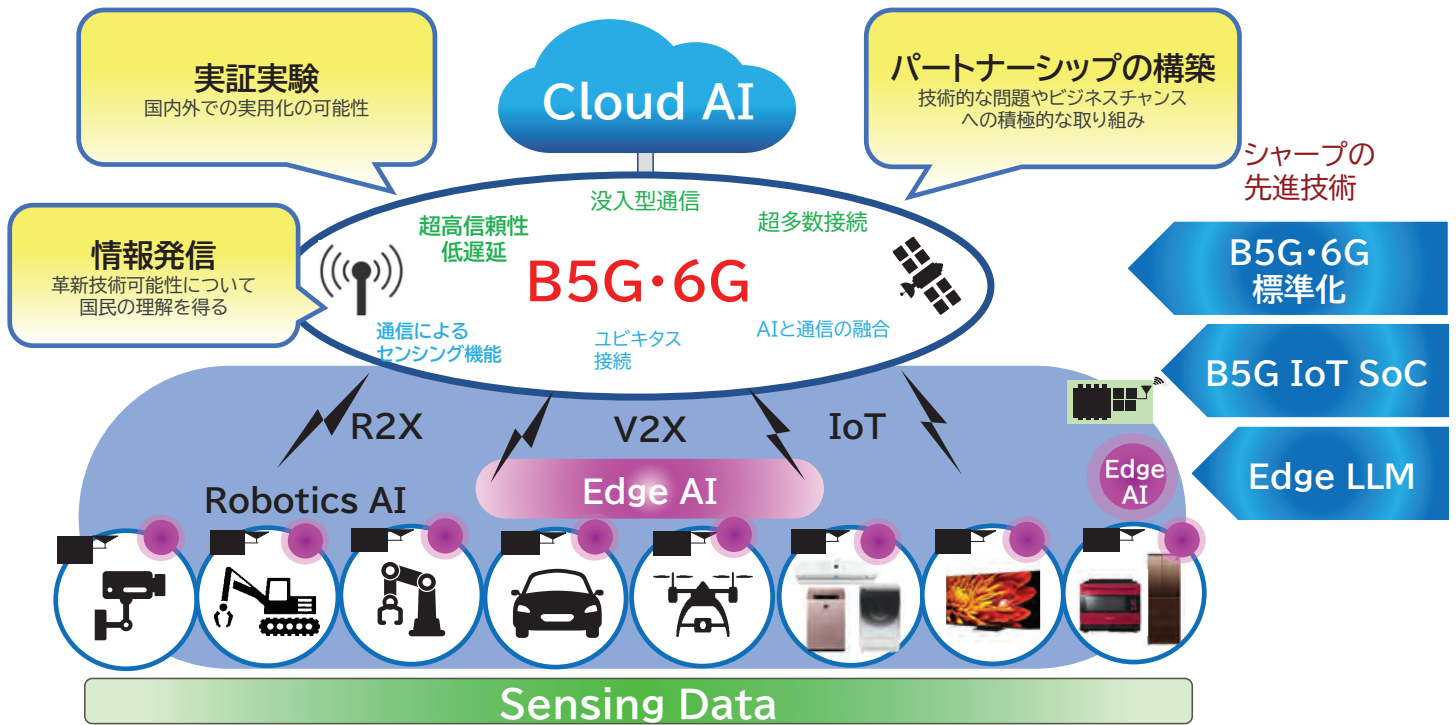 実証実験
国内外での実用化の可能性
Cloud AI
パートナーシップの構築
技術的な問題やビジネスチャンス
への積極的な取り組み
シャープの
先進技術
情報発信
革新技術可能性について
国民の理解を得る
没入型通信
超高信頼性
低遅延
超多数接続
B5G・6G
通信による
センシング機能
ユビキタス
接続
AIと通信の融合
B5G・6G
標準化
B5G IoT SoC
Edge LLM
R2X
V2X
IoT
Robotics AI
Edge AI
Edge
AI
Sensing Data